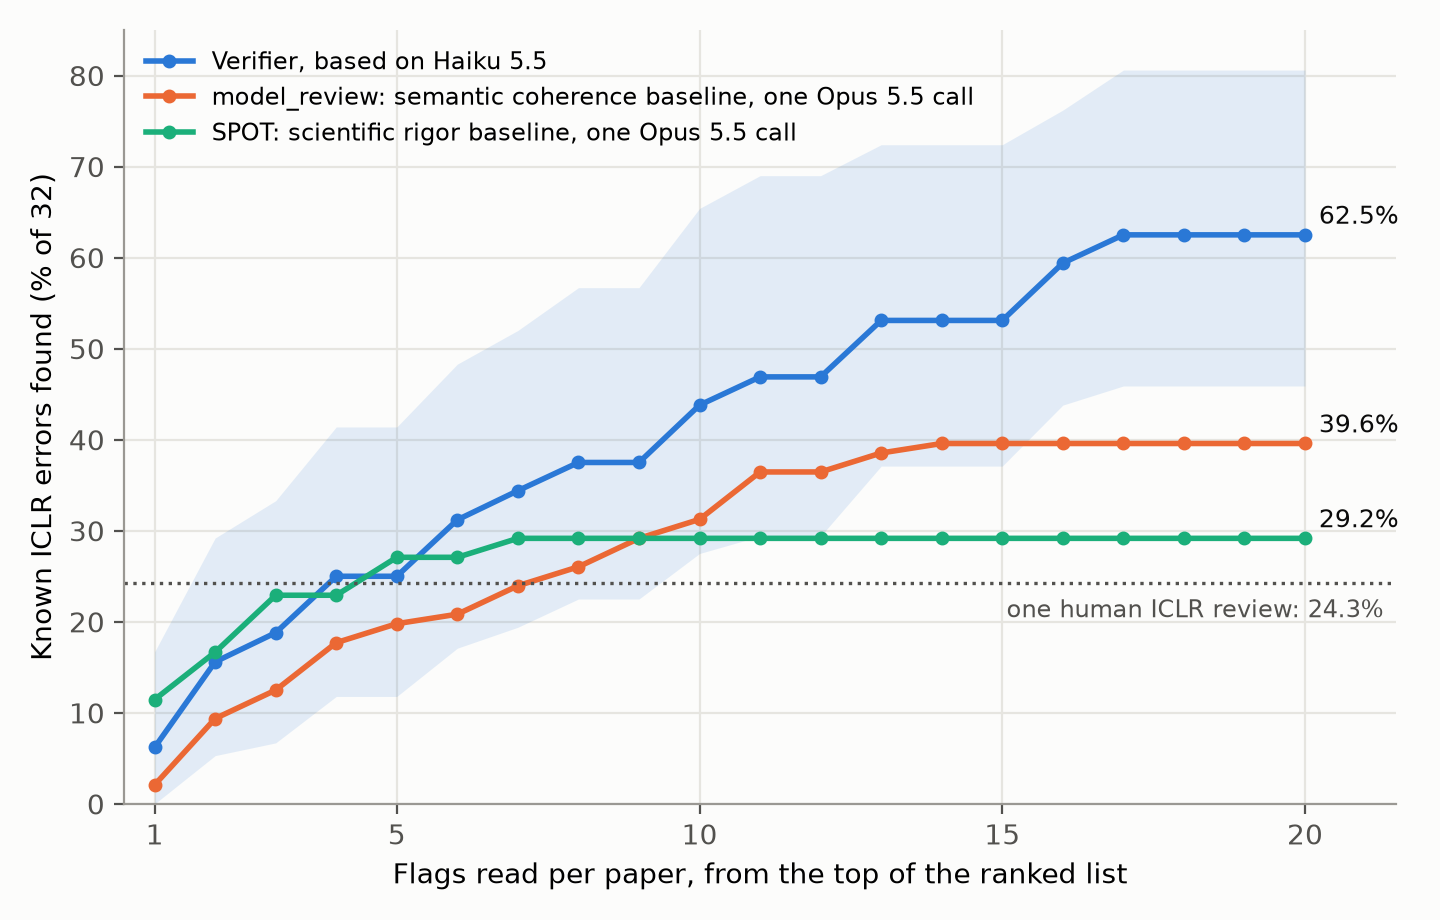 Verifier, based on Haiku 5.5
model_review: semantic coherence baseline, one Opus 5.5 call
SPOT: scientific rigor baseline, one Opus 5.5 call
Known ICLR errors found (% of 32)
80
70
60
50
40
30
20
10
0
62.5%
39.6%
29.2%
one human ICLR review: 24.3%
1 5 10 15 20
Flags read per paper, from the top of the ranked list